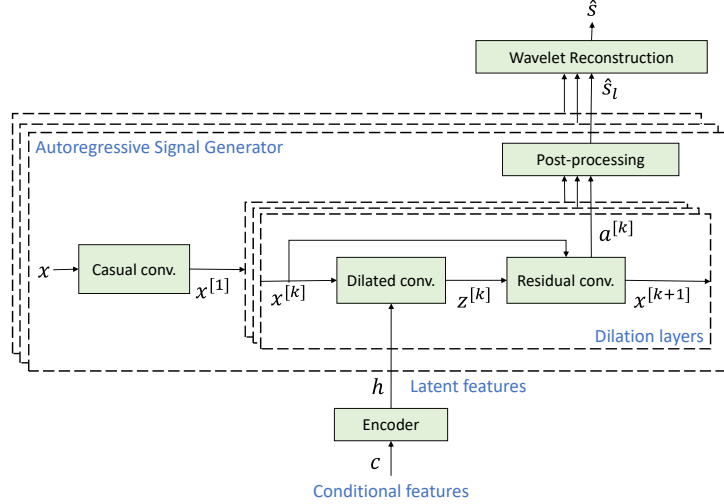 ŝ
Wavelet Reconstruction
ŝ_l
Autoregressive Signal Generator
Post-processing
a^[k]
x
Casual conv.
x^[1]
x^[k]
Dilated conv.
z^[k]
Residual conv.
x^[k+1]
Dilation layers
h
Latent features
Encoder
c
Conditional features